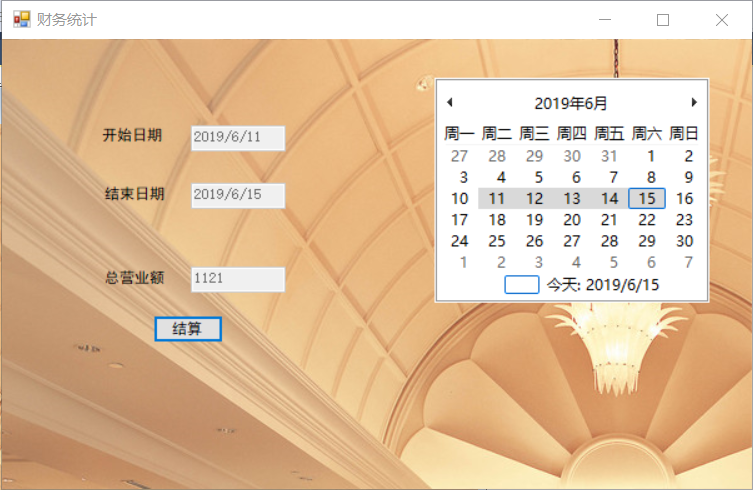 财务统计
开始日期 2019/6/11
结束日期 2019/6/15
总营业额 1121
结算
2019年6月
周一 周二 周三 周四 周五 周六 周日
27 28 29 30 31 1 2
3 4 5 6 7 8 9
10 11 12 13 14 15 16
17 18 19 20 21 22 23
24 25 26 27 28 29 30
1 2 3 4 5 6 7
今天: 2019/6/15